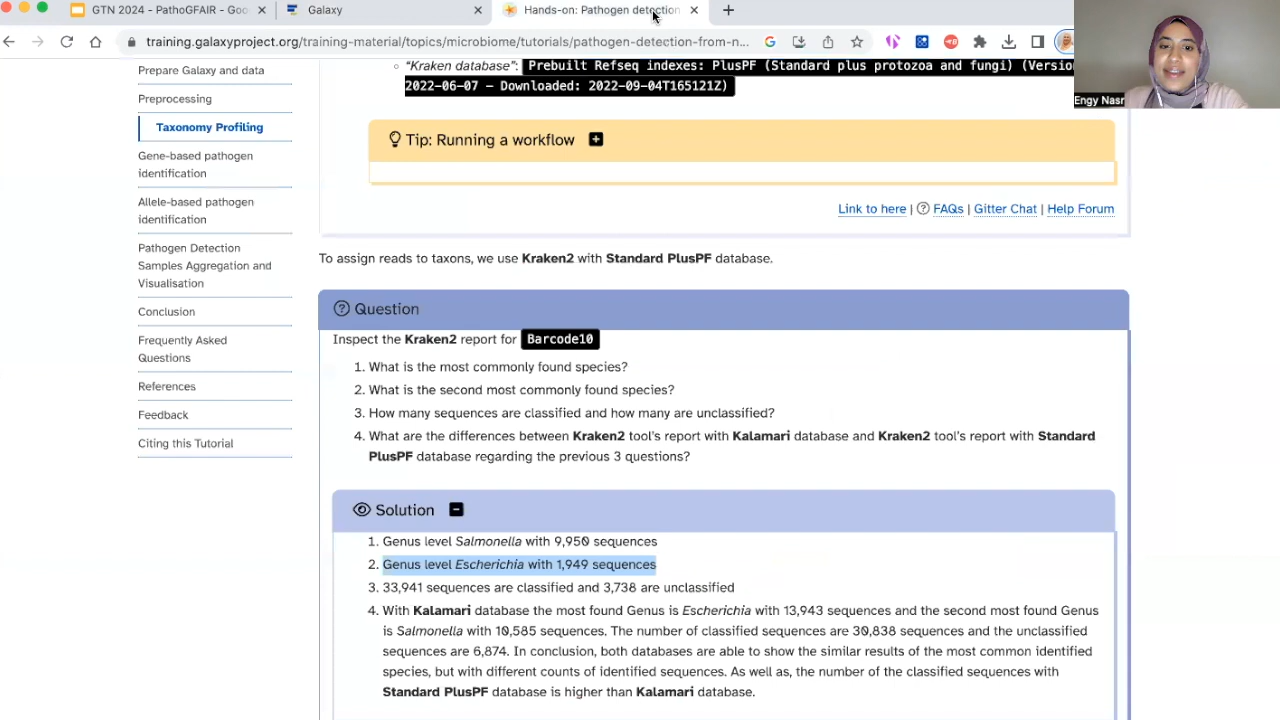 GTN 2024 - PathoGFAIR - Goo
Galaxy
Hands-on: Pathogen detection
training.galaxyproject.org/training-material/topics/microbiome/tutorials/pathogen-detection-from-n...
Engy Nasr
Prepare Galaxy and data
Preprocessing
Taxonomy Profiling
Gene-based pathogen
identification
Allele-based pathogen
identification
Pathogen Detection
Samples Aggregation and
Visualisation
Conclusion
Frequently Asked
Questions
References
Feedback
Citing this Tutorial
“Kraken database”: Prebuilt Refseq indexes: PlusPF (Standard plus protozoa and fungi) (Version
2022-06-07 – Downloaded: 2022-09-04T165121Z)
Tip: Running a workflow
Link to here | FAQs | Gitter Chat | Help Forum
To assign reads to taxons, we use Kraken2 with Standard PlusPF database.
Question
Inspect the Kraken2 report for Barcode10
1. What is the most commonly found species?
2. What is the second most commonly found species?
3. How many sequences are classified and how many are unclassified?
4. What are the differences between Kraken2 tool’s report with Kalamari database and Kraken2 tool’s report with Standard
PlusPF database regarding the previous 3 questions?
Solution
1. Genus level Salmonella with 9,950 sequences
2. Genus level Escherichia with 1,949 sequences
3. 33,941 sequences are classified and 3,738 are unclassified
4. With Kalamari database the most found Genus is Escherichia with 13,943 sequences and the second most found Genus
is Salmonella with 10,585 sequences. The number of classified sequences are 30,838 sequences and the unclassified
sequences are 6,874. In conclusion, both databases are able to show the similar results of the most common identified
species, but with different counts of identified sequences. As well as, the number of the classified sequences with
Standard PlusPF database is higher than Kalamari database.